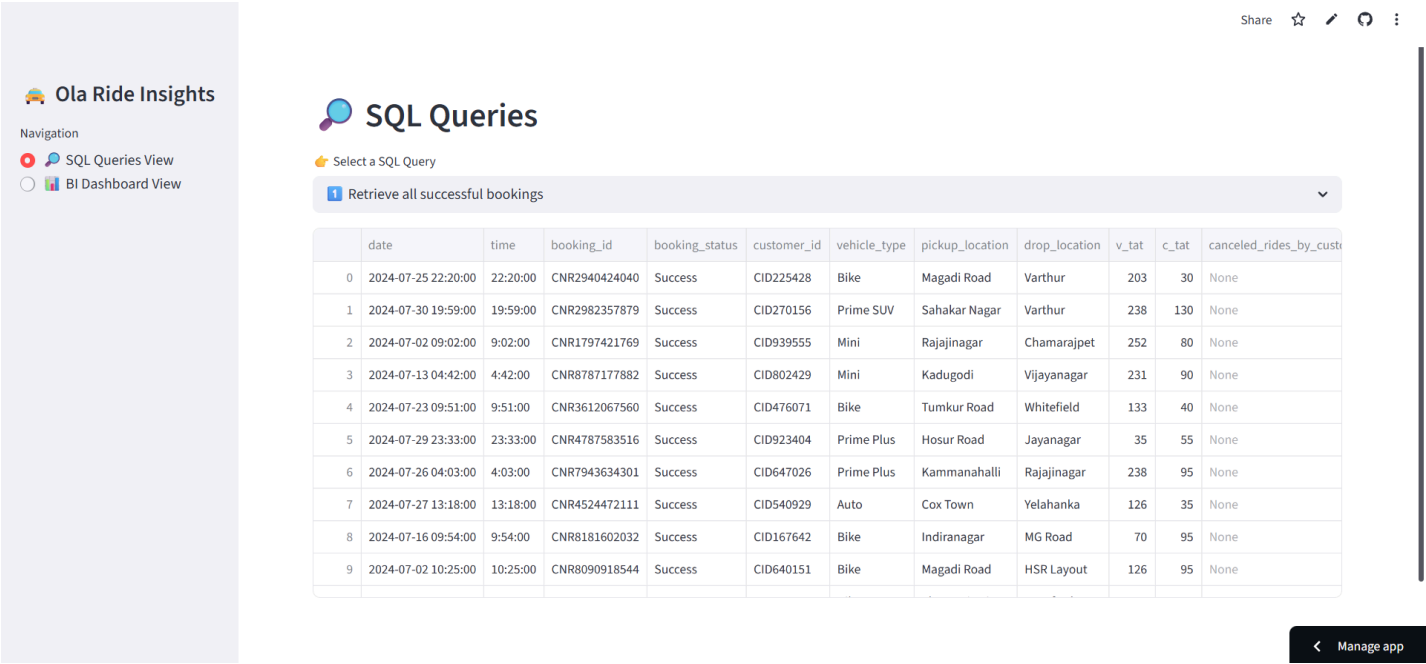 Share
Ola Ride Insights
Navigation
SQL Queries View
BI Dashboard View
SQL Queries
Select a SQL Query
1 Retrieve all successful bookings
date time booking_id booking_status customer_id vehicle_type pickup_location drop_location v_tat c_tat canceled_rides_by_custo
0 2024-07-25 22:20:00 22:20:00 CNR2940424040 Success CID225428 Bike Magadi Road Varthur 203 30 None
1 2024-07-30 19:59:00 19:59:00 CNR2982357879 Success CID270156 Prime SUV Sahakar Nagar Varthur 238 130 None
2 2024-07-02 09:02:00 9:02:00 CNR1797421769 Success CID939555 Mini Rajajinagar Chamarajpet 252 80 None
3 2024-07-13 04:42:00 4:42:00 CNR8787177882 Success CID802429 Mini Kadugodi Vijayanagar 231 90 None
4 2024-07-23 09:51:00 9:51:00 CNR3612067560 Success CID476071 Bike Tumkur Road Whitefield 133 40 None
5 2024-07-29 23:33:00 23:33:00 CNR4787583516 Success CID923404 Prime Plus Hosur Road Jayanagar 35 55 None
6 2024-07-26 04:03:00 4:03:00 CNR7943634301 Success CID647026 Prime Plus Kammanahalli Rajajinagar 238 95 None
7 2024-07-27 13:18:00 13:18:00 CNR4524472111 Success CID540929 Auto Cox Town Yelahanka 126 35 None
8 2024-07-16 09:54:00 9:54:00 CNR8181602032 Success CID167642 Bike Indiranagar MG Road 70 95 None
9 2024-07-02 10:25:00 10:25:00 CNR8090918544 Success CID640151 Bike Magadi Road HSR Layout 126 95 None
Manage app